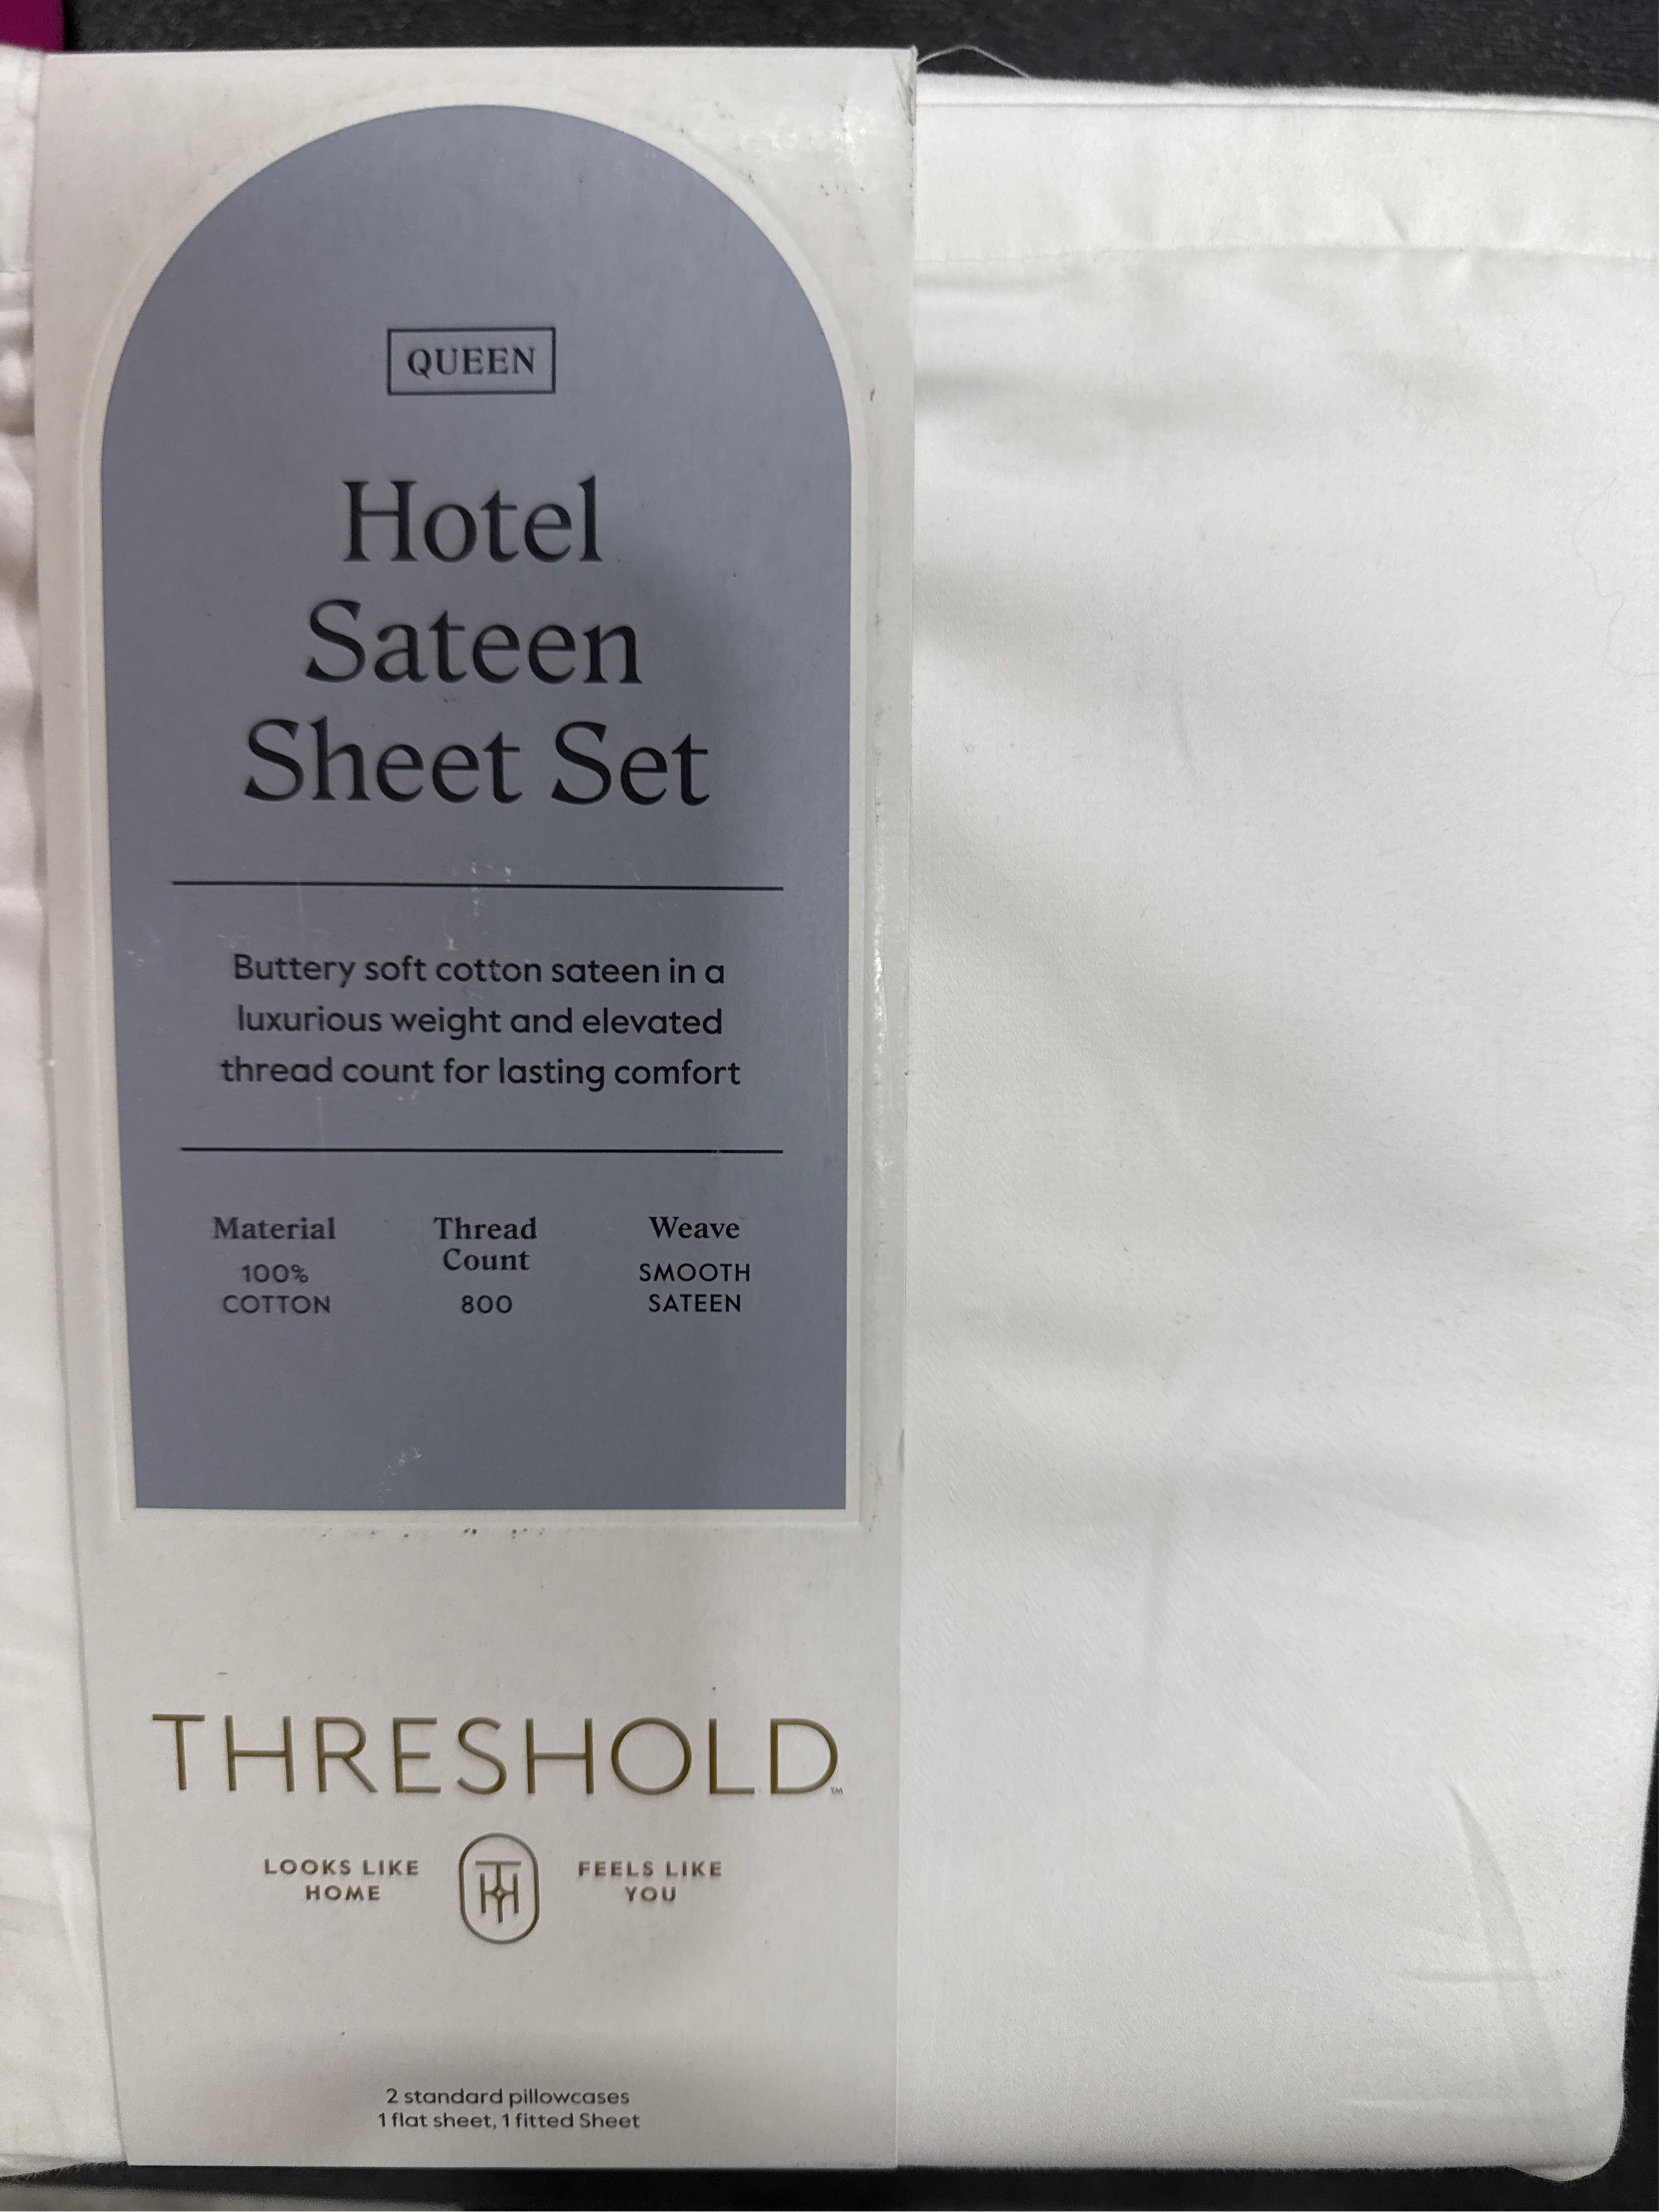 QUEEN
Hotel
Sateen
Sheet Set
Buttery soft cotton sateen in a
luxurious weight and elevated
thread count for lasting comfort
Material
100%
COTTON
Thread
Count
800
Weave
SMOOTH
SATEEN
THRESHOLD™
LOOKS LIKE
HOME
TH
FEELS LIKE
YOU
2 standard pillowcases
1 flat sheet, 1 fitted Sheet